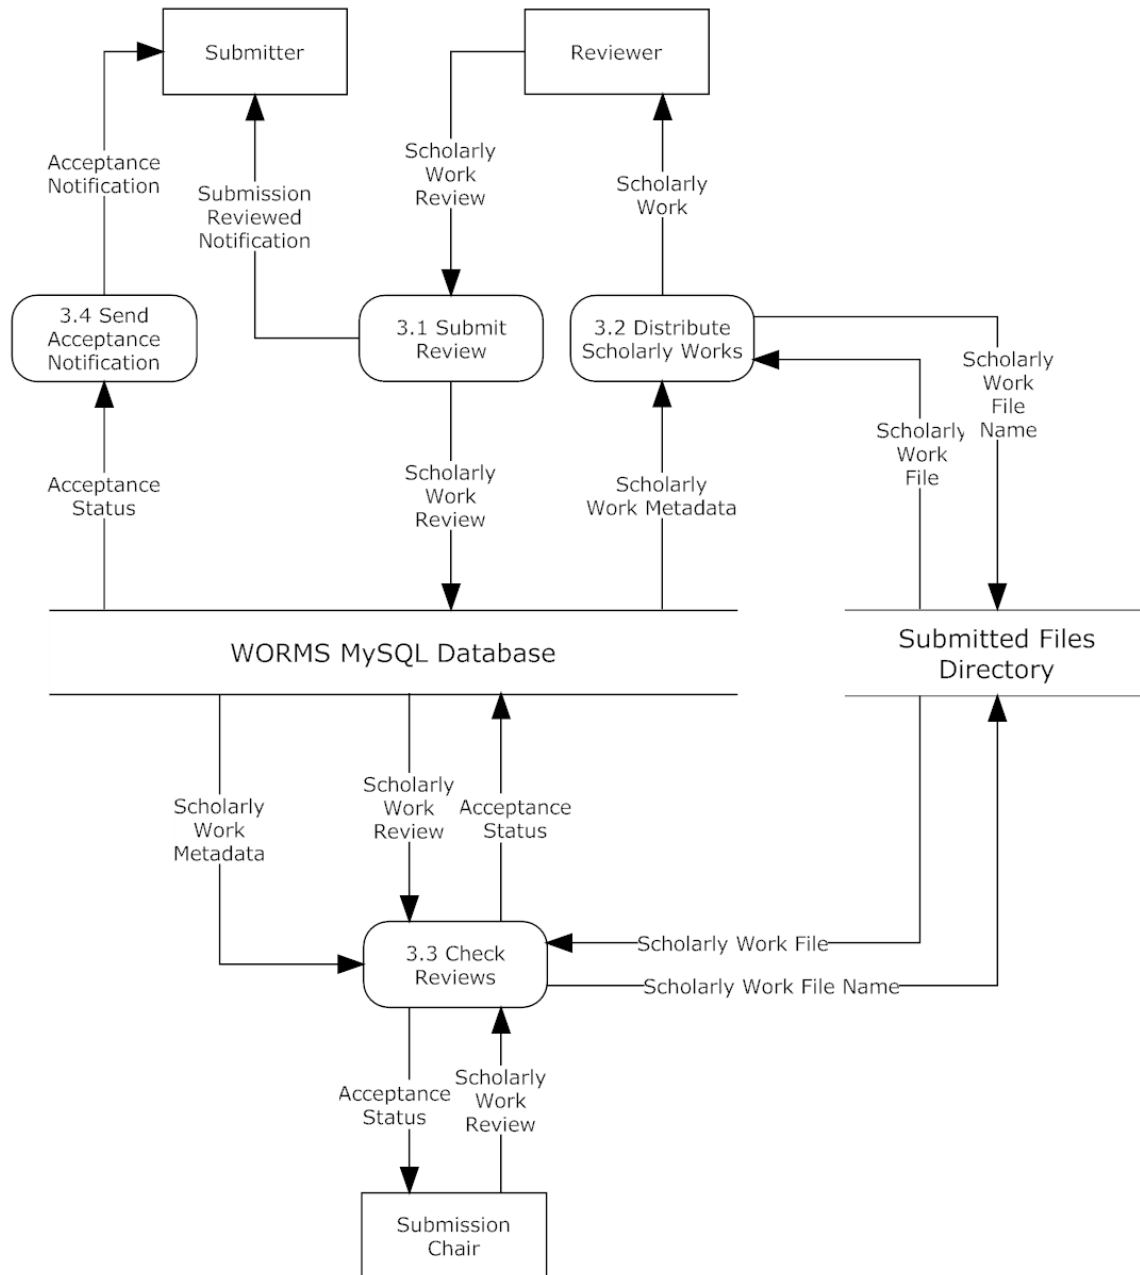 Submitter
Reviewer
Acceptance
Notification
Submission
Reviewed
Notification
Scholarly
Work
Review
Scholarly
Work
3.4 Send
Acceptance
Notification
3.1 Submit
Review
3.2 Distribute
Scholarly Works
Scholarly
Work
File
Name
Scholarly
Work
File
Acceptance
Status
Scholarly
Work
Review
Scholarly
Work Metadata
WORMS MySQL Database
Submitted Files
Directory
Scholarly
Work
Metadata
Scholarly
Work
Review
Acceptance
Status
3.3 Check
Reviews
Scholarly Work File
Scholarly Work File Name
Acceptance
Status
Scholarly
Work
Review
Submission
Chair